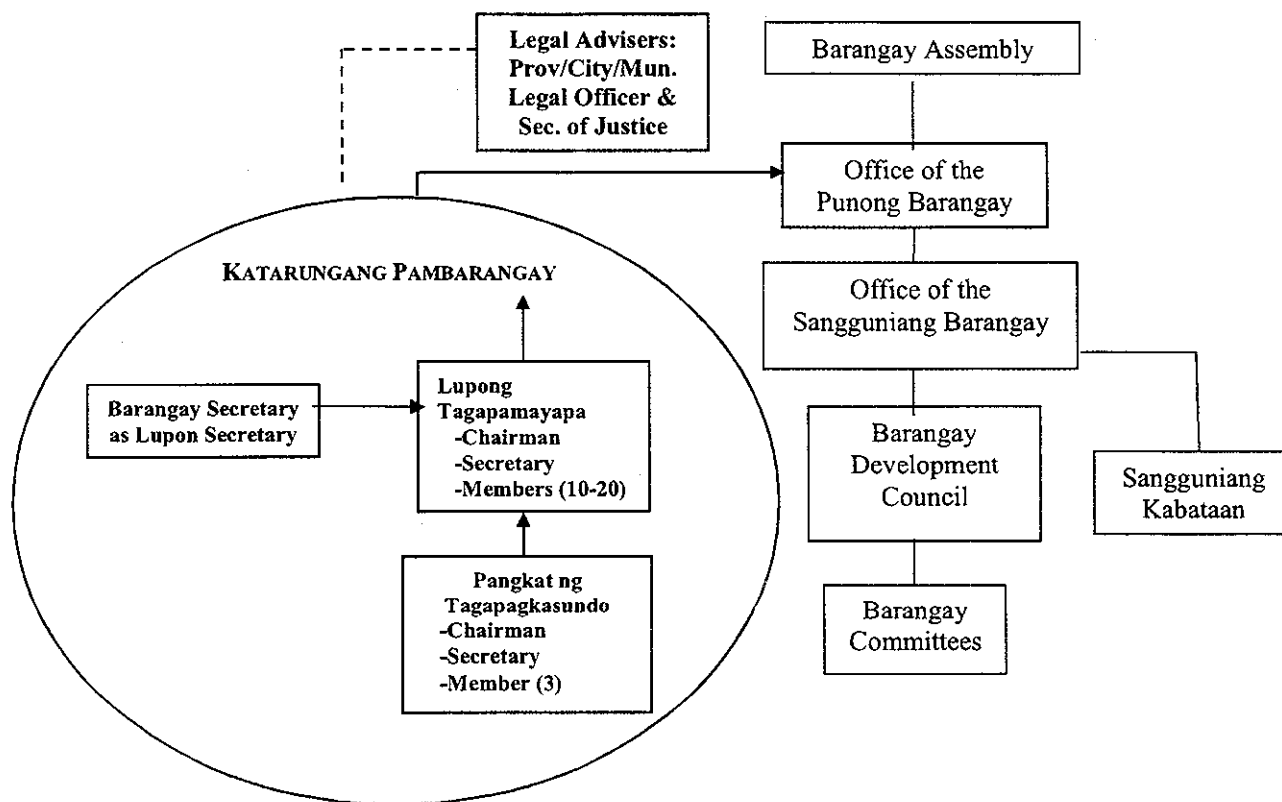 Legal Advisers:
Prov/City/Mun.
Legal Officer &
Sec. of Justice
Barangay Assembly
Office of the
Punong Barangay
KATARUNGANG PAMBARANGAY
Office of the
Sangguniang Barangay
Barangay Secretary
as Lupon Secretary
Lupong
Tagapamayapa
-Chairman
-Secretary
-Members (10-20)
Barangay
Development
Council
Sangguniang
Kabataan
Pangkat ng
Tagapagkasundo
-Chairman
-Secretary
-Member (3)
Barangay
Committees